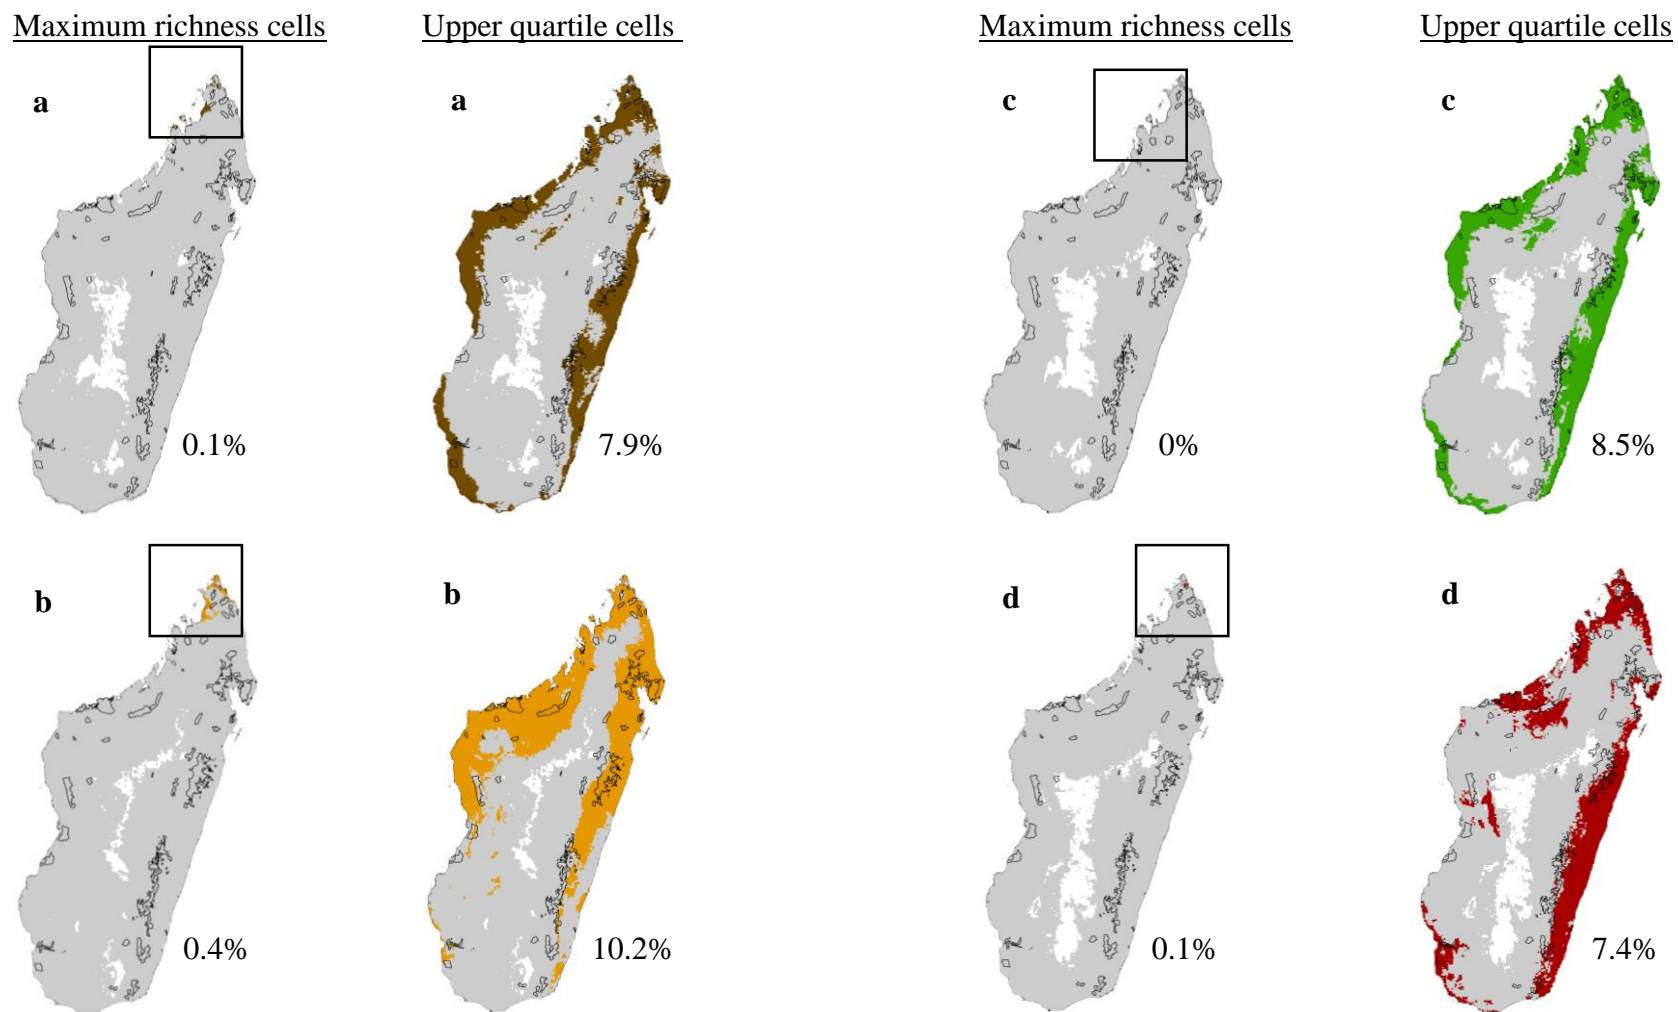 Maximum richness cells
Upper quartile cells
Maximum richness cells
Upper quartile cells
a
a
c
c
0.1%
7.9%
0%
8.5%
b
b
d
d
0.4%
10.2%
0.1%
7.4%